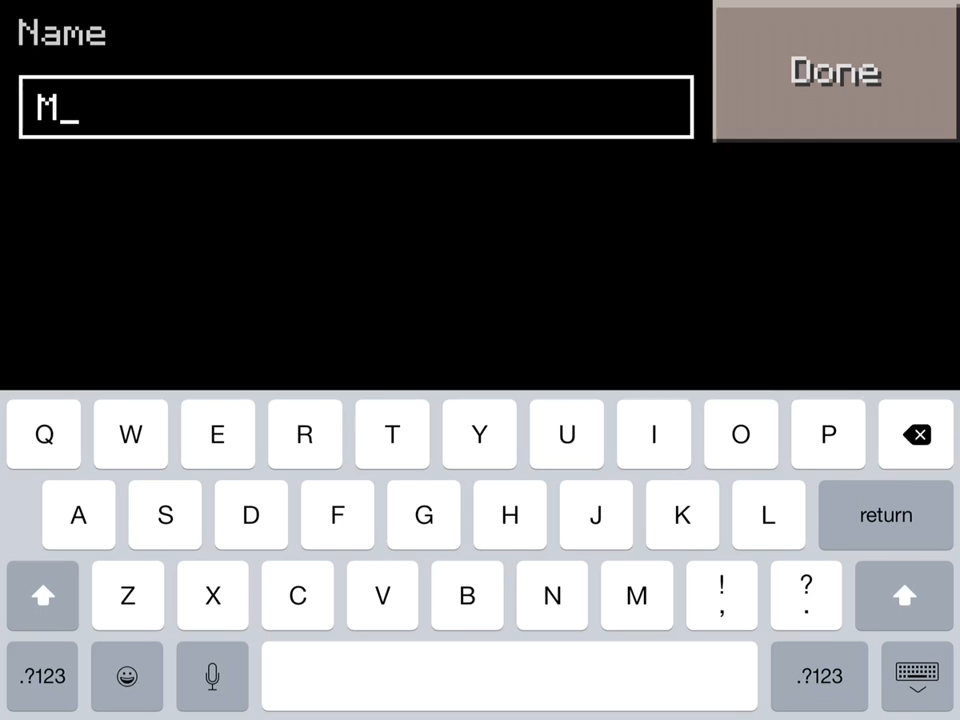 Name
Done
M_
Q W E R T Y U I O P
A S D F G H J K L return
Z X C V B N M ! , ? .
.?123 .?123